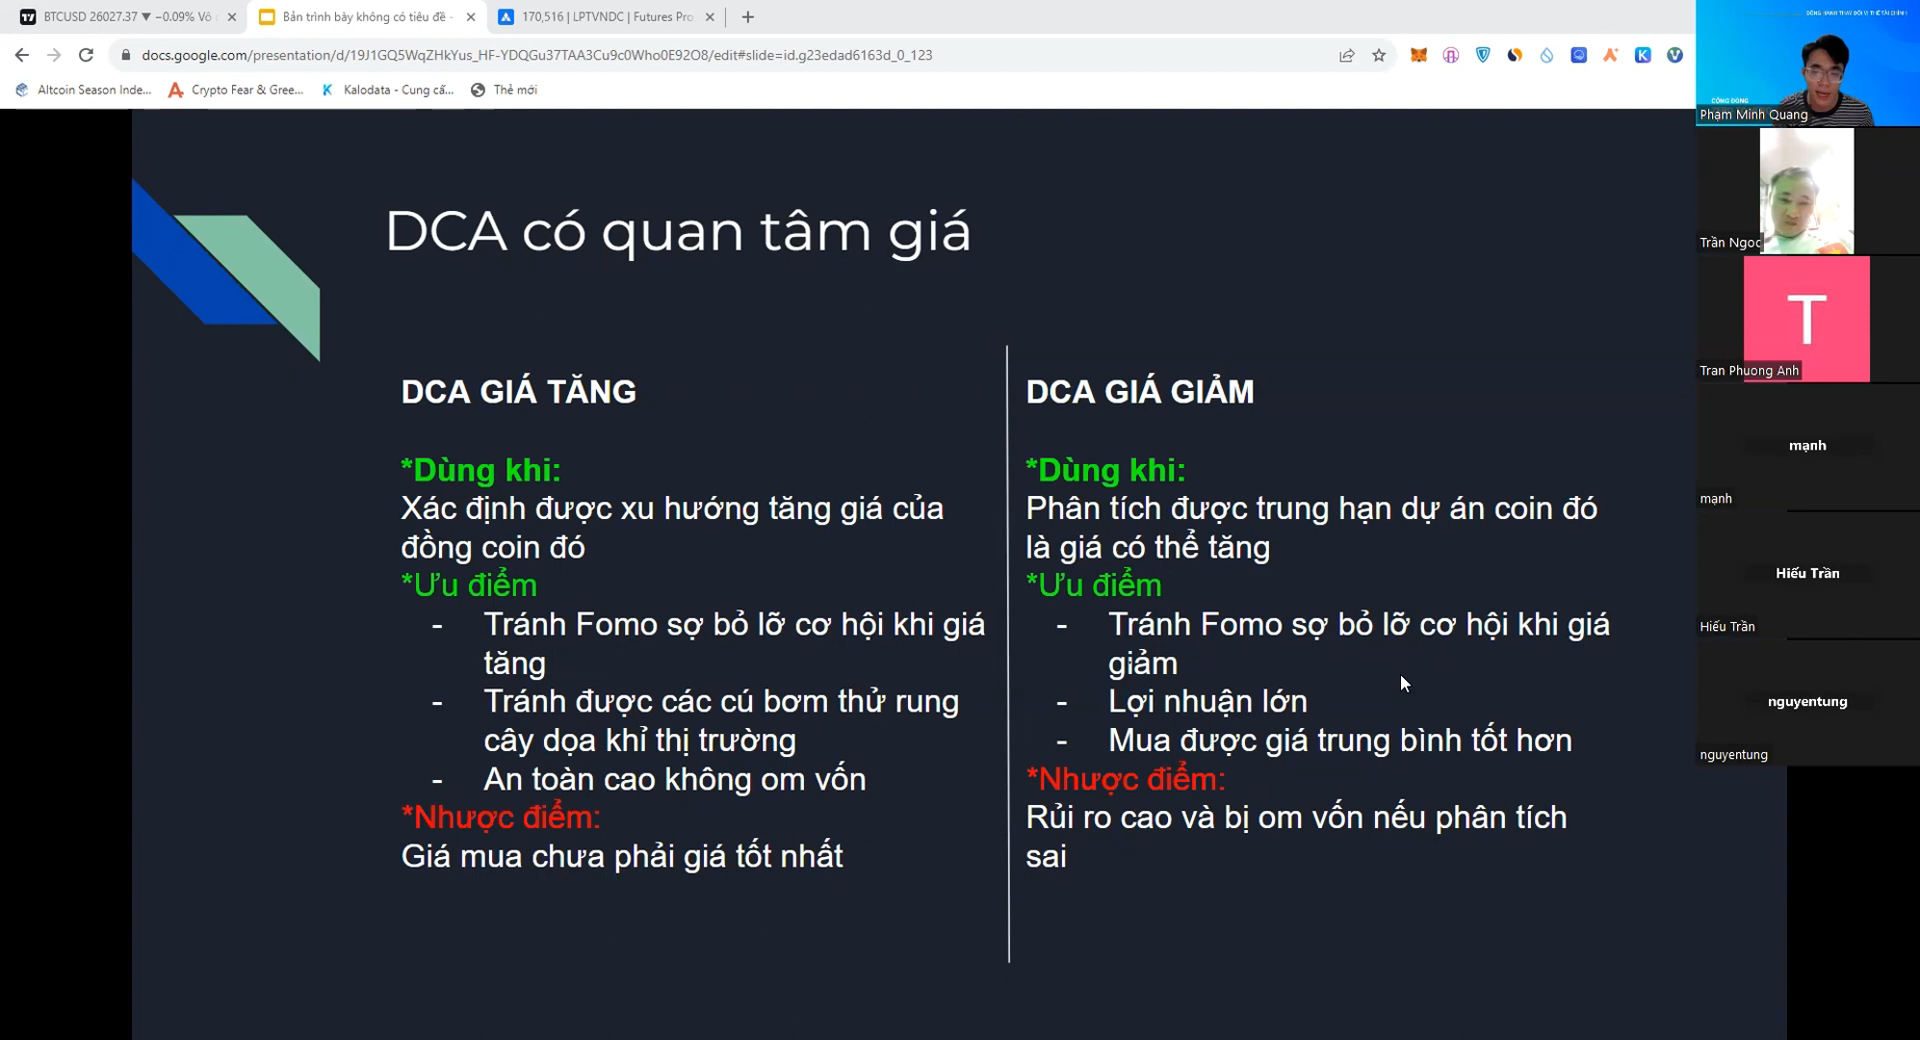 BTCUSD 26027.37 ▼ −0.09% Vô
Bản trình bày không có tiêu đề -
170,516 | LPTVNDC | Futures Pro
docs.google.com/presentation/d/19J1GQ5WqZHkYus_HF-YDQGu37TAA3Cu9c0Who0E92O8/edit#slide=id.g23edad6163d_0_123
Altcoin Season Inde...
Crypto Fear & Gree...
Kalodata - Cung cấ...
Thẻ mới
DCA có quan tâm giá
DCA GIÁ TĂNG
*Dùng khi:
Xác định được xu hướng tăng giá của
đồng coin đó
*Ưu điểm
- Tránh Fomo sợ bỏ lỡ cơ hội khi giá
tăng
- Tránh được các cú bơm thử rung
cây dọa khỉ thị trường
- An toàn cao không om vốn
*Nhược điểm:
Giá mua chưa phải giá tốt nhất
DCA GIÁ GIẢM
*Dùng khi:
Phân tích được trung hạn dự án coin đó
là giá có thể tăng
*Ưu điểm
- Tránh Fomo sợ bỏ lỡ cơ hội khi giá
giảm
- Lợi nhuận lớn
- Mua được giá trung bình tốt hơn
*Nhược điểm:
Rủi ro cao và bị om vốn nếu phân tích
sai
CỘNG ĐỒNG
Phạm Minh Quang
Trần Ngọc
T
Tran Phuong Anh
mạnh
mạnh
Hiếu Trần
Hiếu Trần
nguyentung
nguyentung